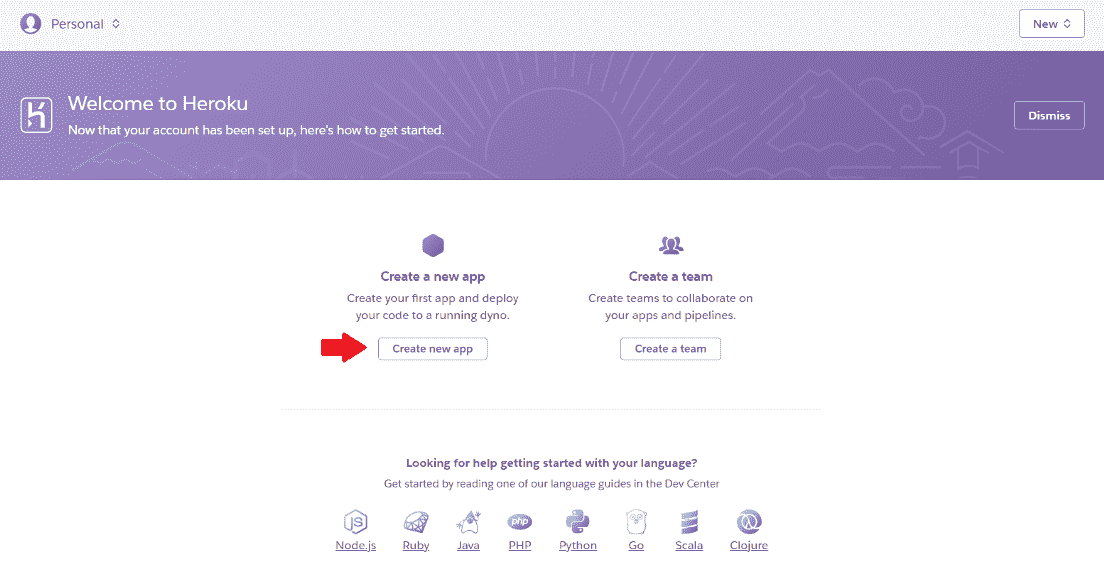 Personal
New
Welcome to Heroku
Now that your account has been set up, here's how to get started.
Dismiss
Create a new app
Create your first app and deploy
your code to a running dyno.
Create new app
Create a team
Create teams to collaborate on
your apps and pipelines.
Create a team
Looking for help getting started with your language?
Get started by reading one of our language guides in the Dev Center
JS
php
Node.js Ruby Java PHP Python Go Scala Clojure